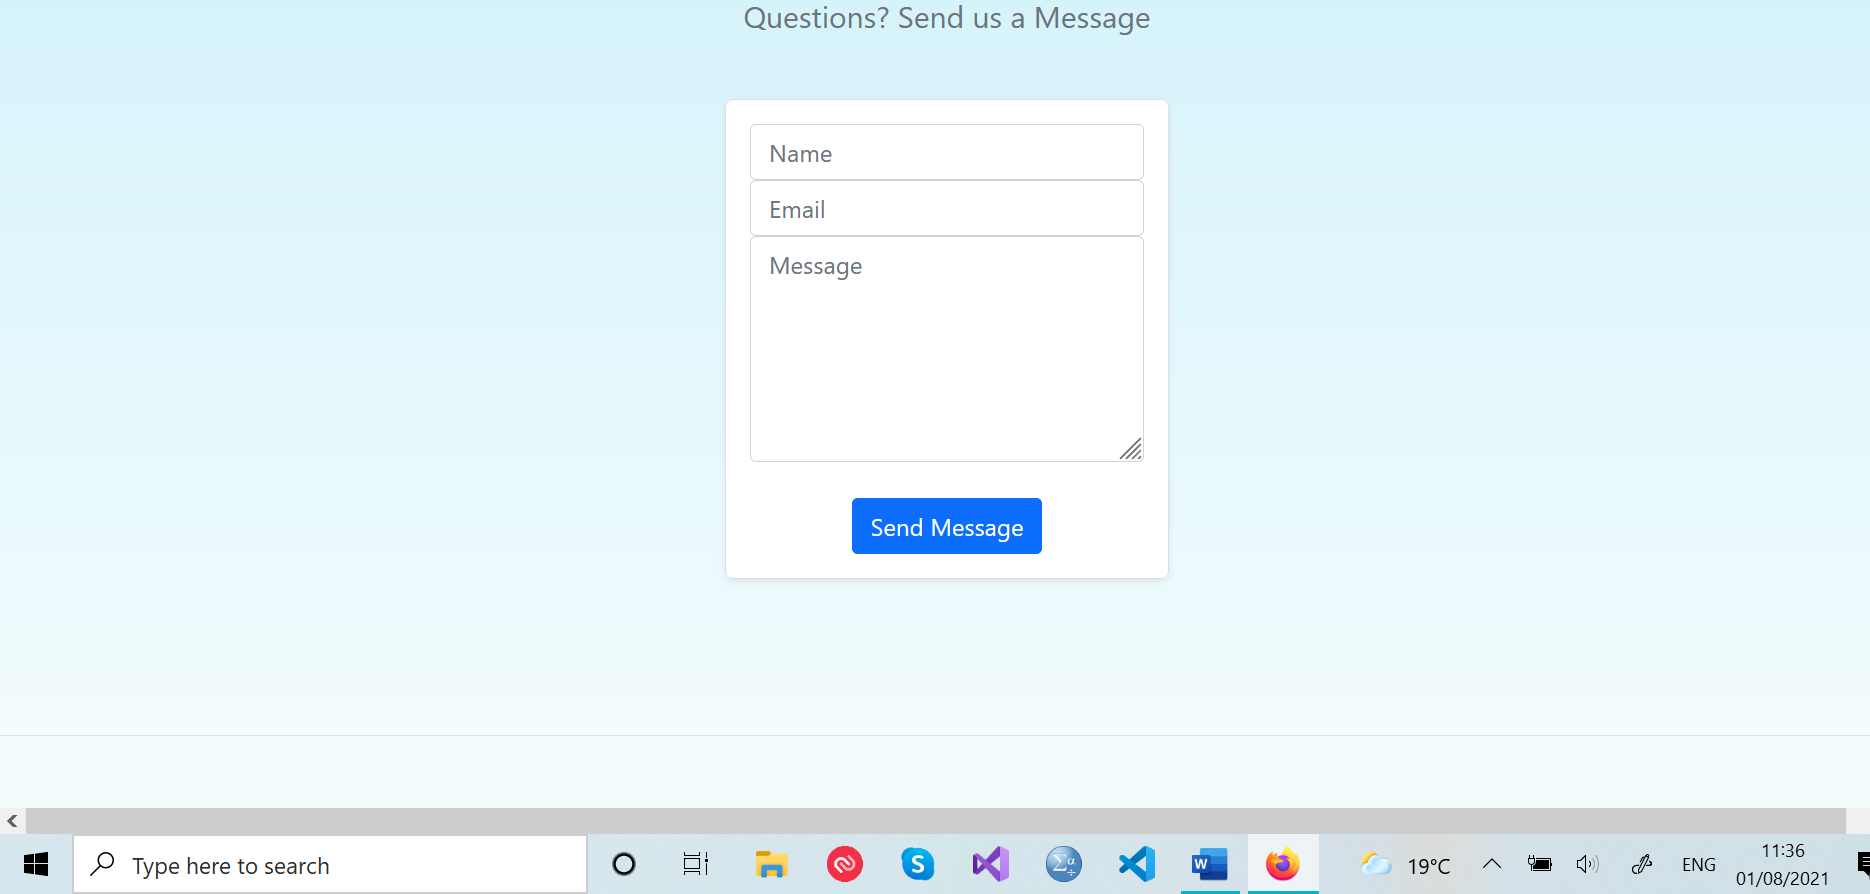 Questions? Send us a Message
Name
Email
Message
Send Message
Type here to search
19°C
ENG
11:36
01/08/2021